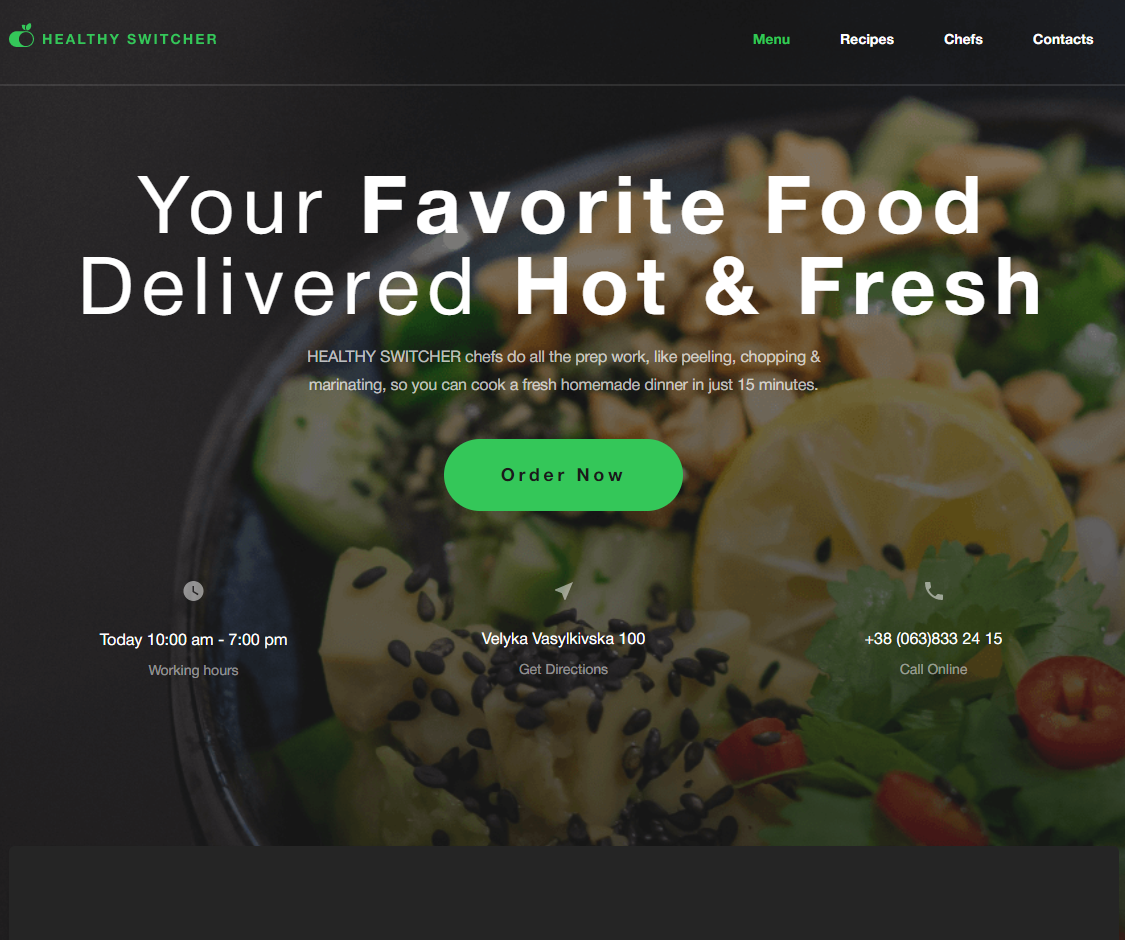 HEALTHY SWITCHER
Menu
Recipes
Chefs
Contacts
Your Favorite Food
Delivered Hot & Fresh
HEALTHY SWITCHER chefs do all the prep work, like peeling, chopping &
marinating, so you can cook a fresh homemade dinner in just 15 minutes.
Order Now
Today 10:00 am - 7:00 pm
Working hours
Velyka Vasylkivska 100
Get Directions
+38 (063)833 24 15
Call Online